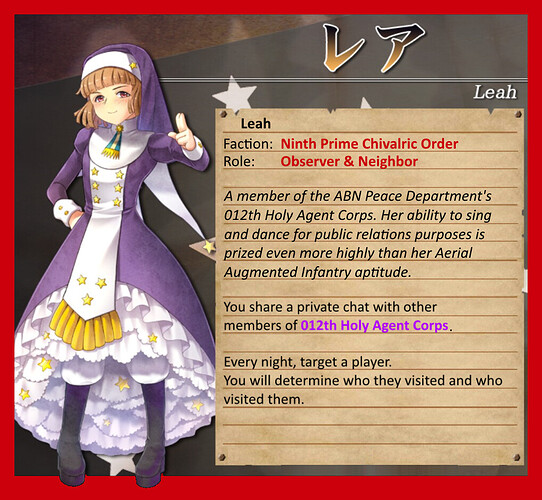 レア
Leah
Leah
Faction: Ninth Prime Chivalric Order
Role: Observer & Neighbor
A member of the ABN Peace Department's
012th Holy Agent Corps. Her ability to sing
and dance for public relations purposes is
prized even more highly than her Aerial
Augmented Infantry aptitude.
You share a private chat with other
members of 012th Holy Agent Corps.
Every night, target a player.
You will determine who they visited and who
visited them.